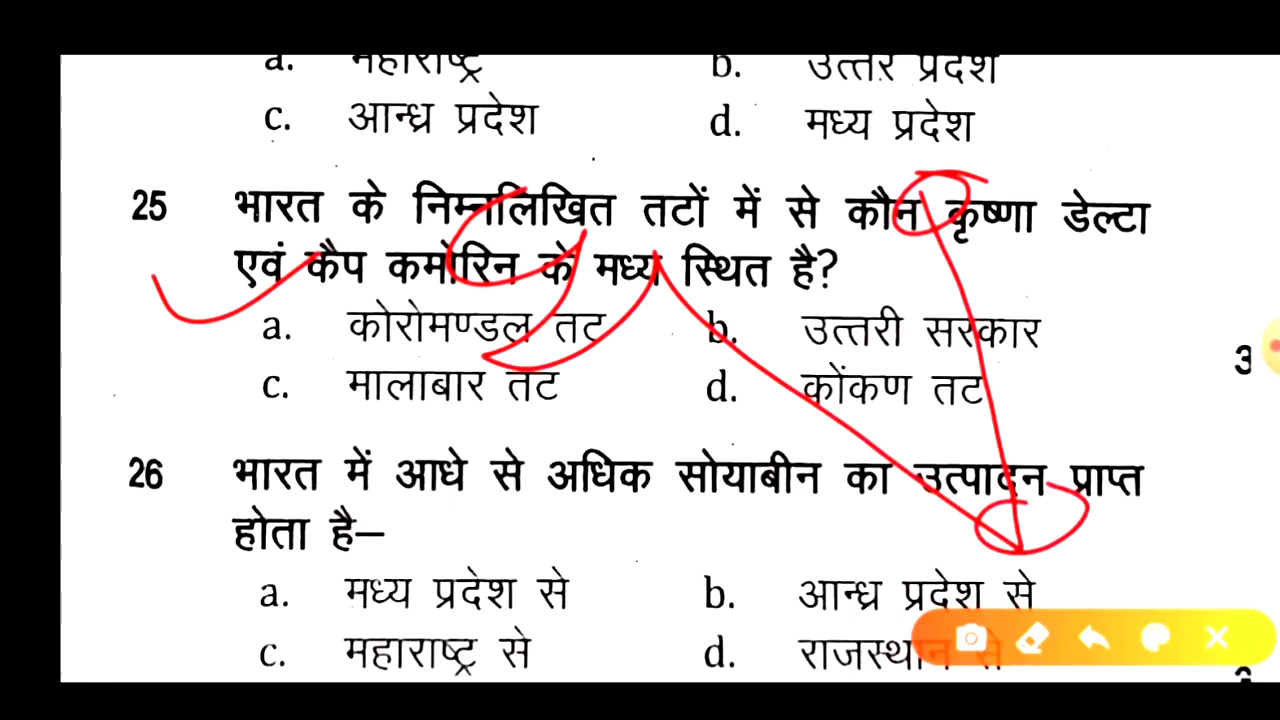 a. महाराष्ट्र b. उत्तर प्रदेश
c. आन्ध्र प्रदेश d. मध्य प्रदेश
25 भारत के निम्नलिखित तटों में से कौन कृष्णा डेल्टा
एवं कैप कमोरिन के मध्य स्थित है?
a. कोरोमण्डल तट b. उत्तरी सरकार
c. मालाबार तट d. कोंकण तट
3
26 भारत में आधे से अधिक सोयाबीन का उत्पादन प्राप्त
होता है–
a. मध्य प्रदेश से b. आन्ध्र प्रदेश से
c. महाराष्ट्र से d. राजस्थान से